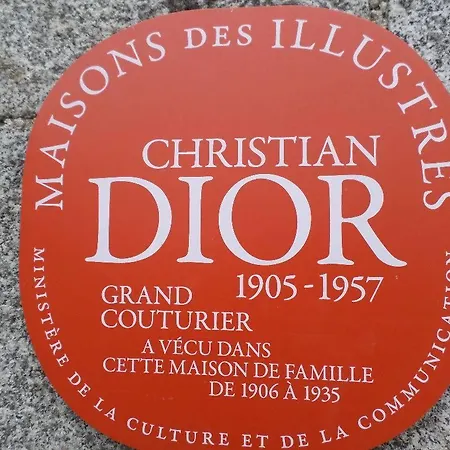 MAISONS DES ILLUSTRES
CHRISTIAN
DIOR
1905-1957
GRAND
COUTURIER
A VÉCU DANS
CETTE MAISON DE FAMILLE
DE 1906 À 1935
MINISTÈRE DE LA CULTURE ET DE LA COMMUNICATION